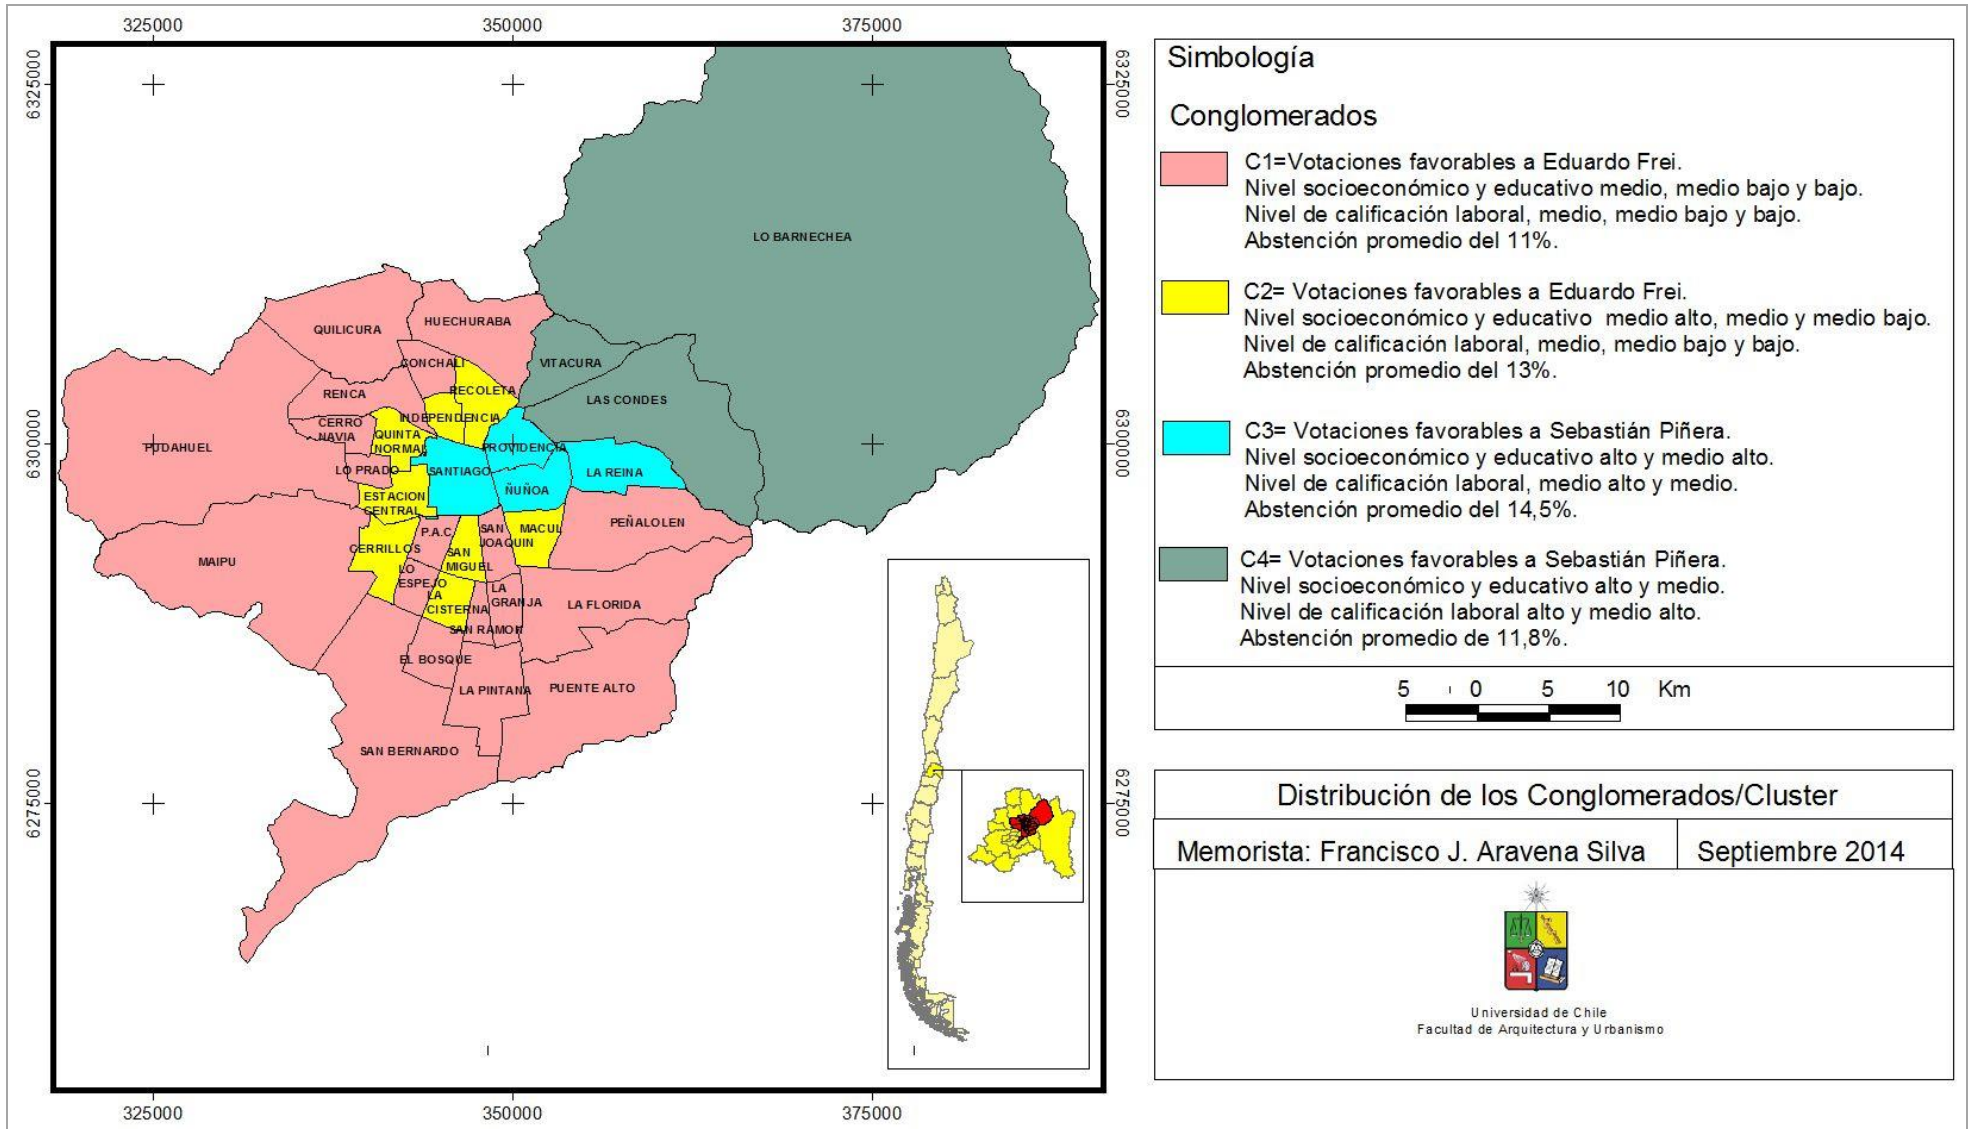 325000 350000 375000
6325000
6325000
6300000
6300000
6275000
6275000
LO BARNECHEA
QUILICURA
HUECHURABA
VITACURA
CONCHALI
RECOLETA
LAS CONDES
RENCA
INDEPENDENCIA
CERRO
NAVIA
QUINTA
NORMAL
PUDAHUEL
PROVIDENCIA
LO PRADO
SANTIAGO
LA REINA
ÑUÑOA
ESTACION
CENTRAL
PEÑALOLEN
MACUL
SAN
JOAQUIN
P.A.C
CERRILLOS
SAN
MIGUEL
MAIPU
LO
ESPEJO
LA
CISTERNA
LA
GRANJA
LA FLORIDA
SAN RAMON
EL BOSQUE
LA PINTANA
PUENTE ALTO
SAN BERNARDO
325000 350000 375000
Simbología
Conglomerados
C1=Votaciones favorables a Eduardo Frei.
Nivel socioeconómico y educativo medio, medio bajo y bajo.
Nivel de calificación laboral, medio, medio bajo y bajo.
Abstención promedio del 11%.
C2= Votaciones favorables a Eduardo Frei.
Nivel socioeconómico y educativo medio alto, medio y medio bajo.
Nivel de calificación laboral, medio, medio bajo y bajo.
Abstención promedio del 13%.
C3= Votaciones favorables a Sebastián Piñera.
Nivel socioeconómico y educativo alto y medio alto.
Nivel de calificación laboral, medio alto y medio.
Abstención promedio del 14,5%.
C4= Votaciones favorables a Sebastián Piñera.
Nivel socioeconómico y educativo alto y medio.
Nivel de calificación laboral alto y medio alto.
Abstención promedio de 11,8%.
5 0 5 10 Km
Distribución de los Conglomerados/Cluster
Memorista: Francisco J. Aravena Silva Septiembre 2014
Universidad de Chile
Facultad de Arquitectura y Urbanismo